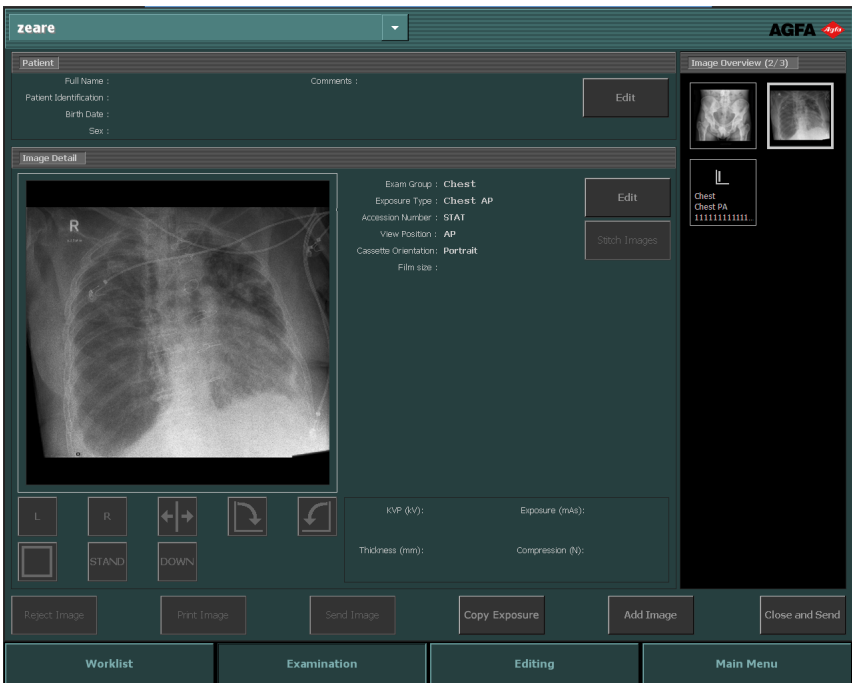 zeare
AGFA Agfa
Patient
Full Name :
Comments :
Patient Identification :
Birth Date :
Sex :
Edit
Image Overview (2/3)
Chest
Chest PA
111111111111..
Image Detail
R
Exam Group : Chest
Exposure Type : Chest AP
Accession Number : STAT
View Position : AP
Cassette Orientation: Portrait
Film size :
Edit
Stitch Images
L
R
STAND
DOWN
KVP (kV):
Exposure (mAs):
Thickness (mm):
Compression (N):
Reject Image
Print Image
Send Image
Copy Exposure
Add Image
Close and Send
Worklist
Examination
Editing
Main Menu